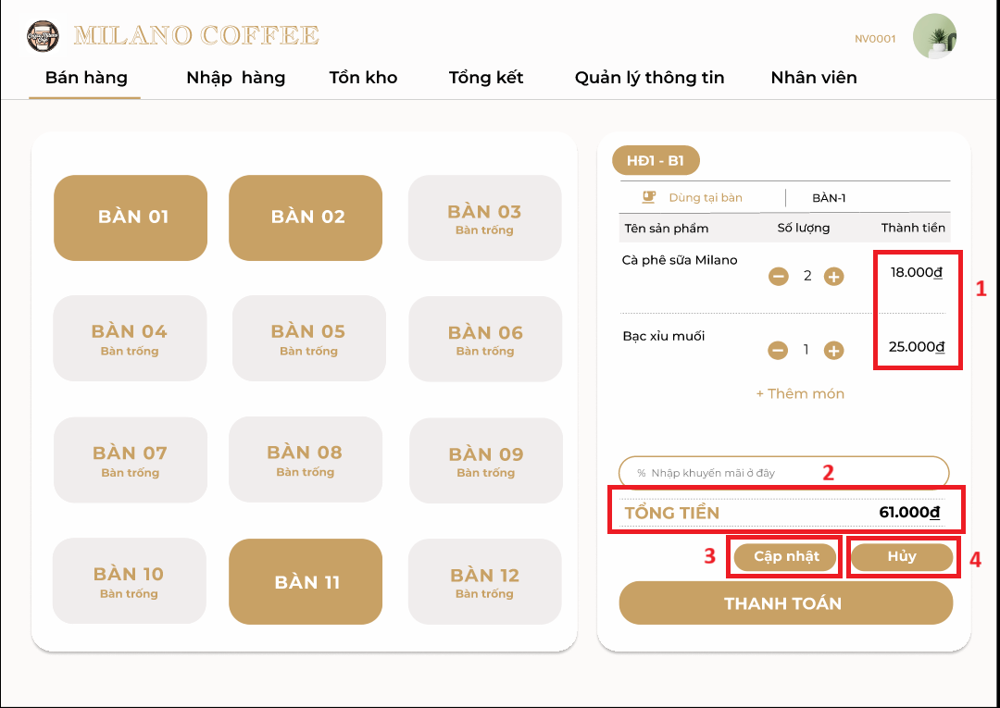 MILANO COFFEE
NV0001
Bán hàng
Nhập hàng
Tồn kho
Tổng kết
Quản lý thông tin
Nhân viên
BÀN 01
BÀN 02
BÀN 03
Bàn trống
BÀN 04
Bàn trống
BÀN 05
Bàn trống
BÀN 06
Bàn trống
BÀN 07
Bàn trống
BÀN 08
Bàn trống
BÀN 09
Bàn trống
BÀN 10
Bàn trống
BÀN 11
BÀN 12
Bàn trống
HĐ1 - B1
Dùng tại bàn
BÀN-1
Tên sản phẩm
Số lượng
Thành tiền
Cà phê sữa Milano
2
18.000đ
1
Bạc xỉu muối
1
25.000đ
+ Thêm món
% Nhập khuyến mãi ở đây
2
TỔNG TIỀN
61.000đ
3
Cập nhật
Hủy
4
THANH TOÁN